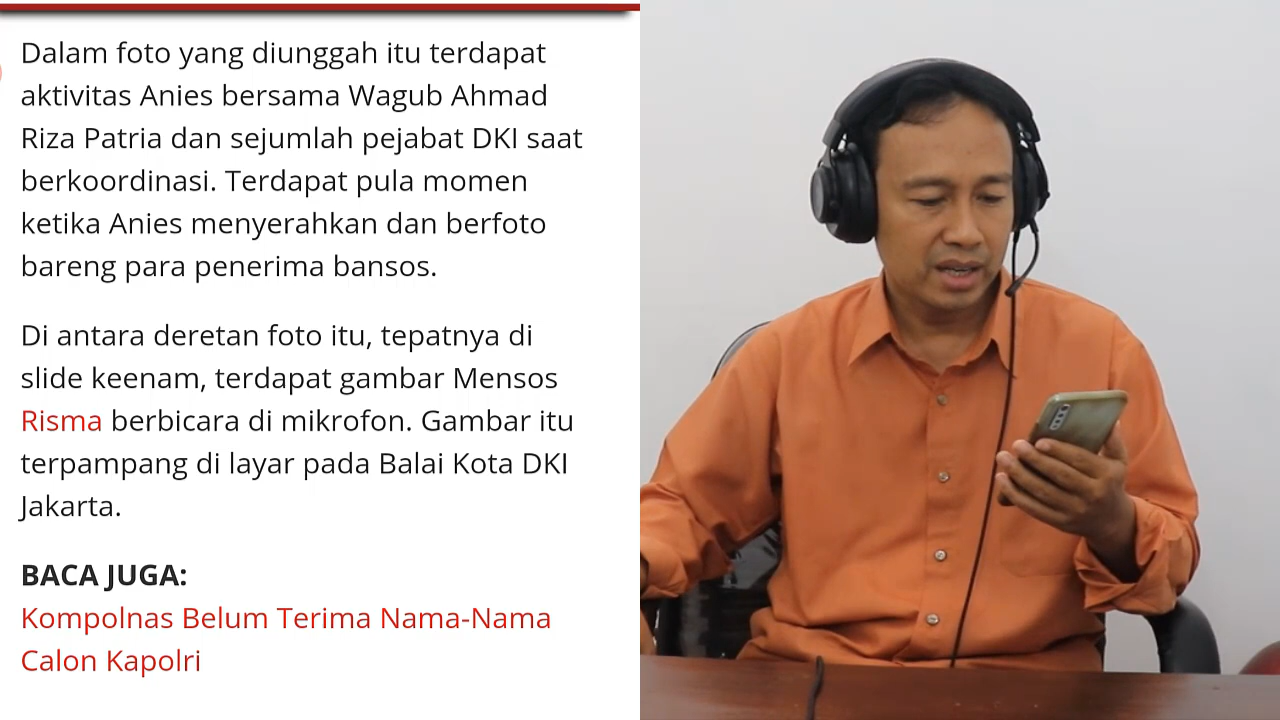 Dalam foto yang diunggah itu terdapat
aktivitas Anies bersama Wagub Ahmad
Riza Patria dan sejumlah pejabat DKI saat
berkoordinasi. Terdapat pula momen
ketika Anies menyerahkan dan berfoto
bareng para penerima bansos.
Di antara deretan foto itu, tepatnya di
slide keenam, terdapat gambar Mensos
Risma berbicara di mikrofon. Gambar itu
terpampang di layar pada Balai Kota DKI
Jakarta.
BACA JUGA:
Kompolnas Belum Terima Nama-Nama
Calon Kapolri